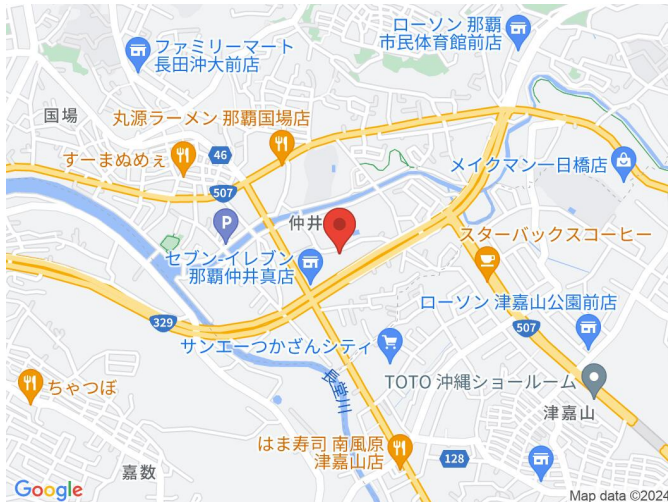 ローソン 那覇
市民体育館前店
ファミリーマート
長田沖大前店
国場
丸源ラーメン 那覇国場店
すーまぬめぇ
46
507
メイクマン一日橋店
P
仲井
スターバックスコーヒー
セブン-イレブン
那覇仲井真店
ローソン 津嘉山公園前店
329
507
サンエーつかざんシティ
長堂川
TOTO 沖縄ショールーム
ちゃつぼ
津嘉山
はま寿司 南風原
津嘉山店
128
嘉数
Google
Map data ©2024